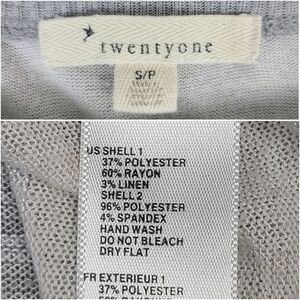 twentyone
S/P
US SHELL 1
37% POLYESTER
60% RAYON
3% LINEN
SHELL 2
96% POLYESTER
4% SPANDEX
HAND WASH
DO NOT BLEACH
DRY FLAT
FR EXTERIEUR 1
37% POLYESTER